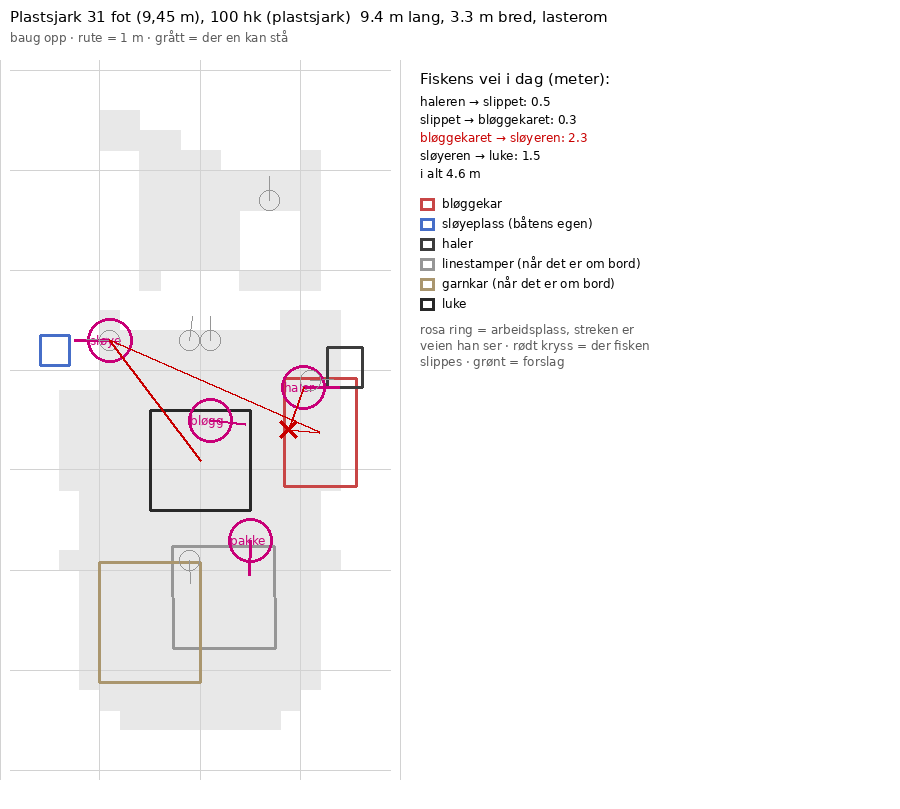 Plastsjark 31 fot (9,45 m), 100 hk (plastsjark)  9.4 m lang, 3.3 m bred, lasterom
baug opp · rute = 1 m · grått = der en kan stå
Fiskens vei i dag (meter):
haleren → slippet: 0.5
slippet → bløggekaret: 0.3
bløggekaret → sløyeren: 2.3
sløyeren → luke: 1.5
i alt 4.6 m
bløggekar
sløyeplass (båtens egen)
haler
linestamper (når det er om bord)
garnkar (når det er om bord)
luke
rosa ring = arbeidsplass, streken er
veien han ser · rødt kryss = der fisken
slippes · grønt = forslag
sløye
haler
bløgg
pakke